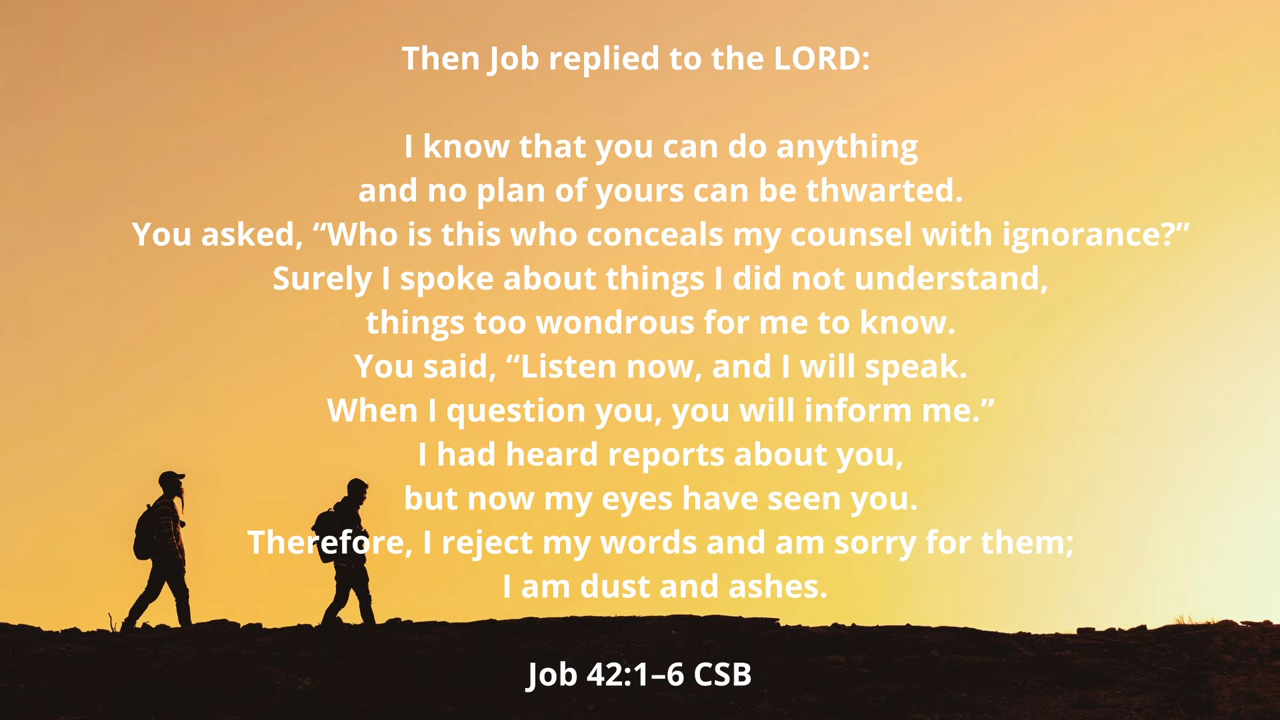 Then Job replied to the LORD:
I know that you can do anything
and no plan of yours can be thwarted.
You asked, “Who is this who conceals my counsel with ignorance?”
Surely I spoke about things I did not understand,
things too wondrous for me to know.
You said, “Listen now, and I will speak.
When I question you, you will inform me.”
I had heard reports about you,
but now my eyes have seen you.
Therefore, I reject my words and am sorry for them;
I am dust and ashes.
Job 42:1–6 CSB